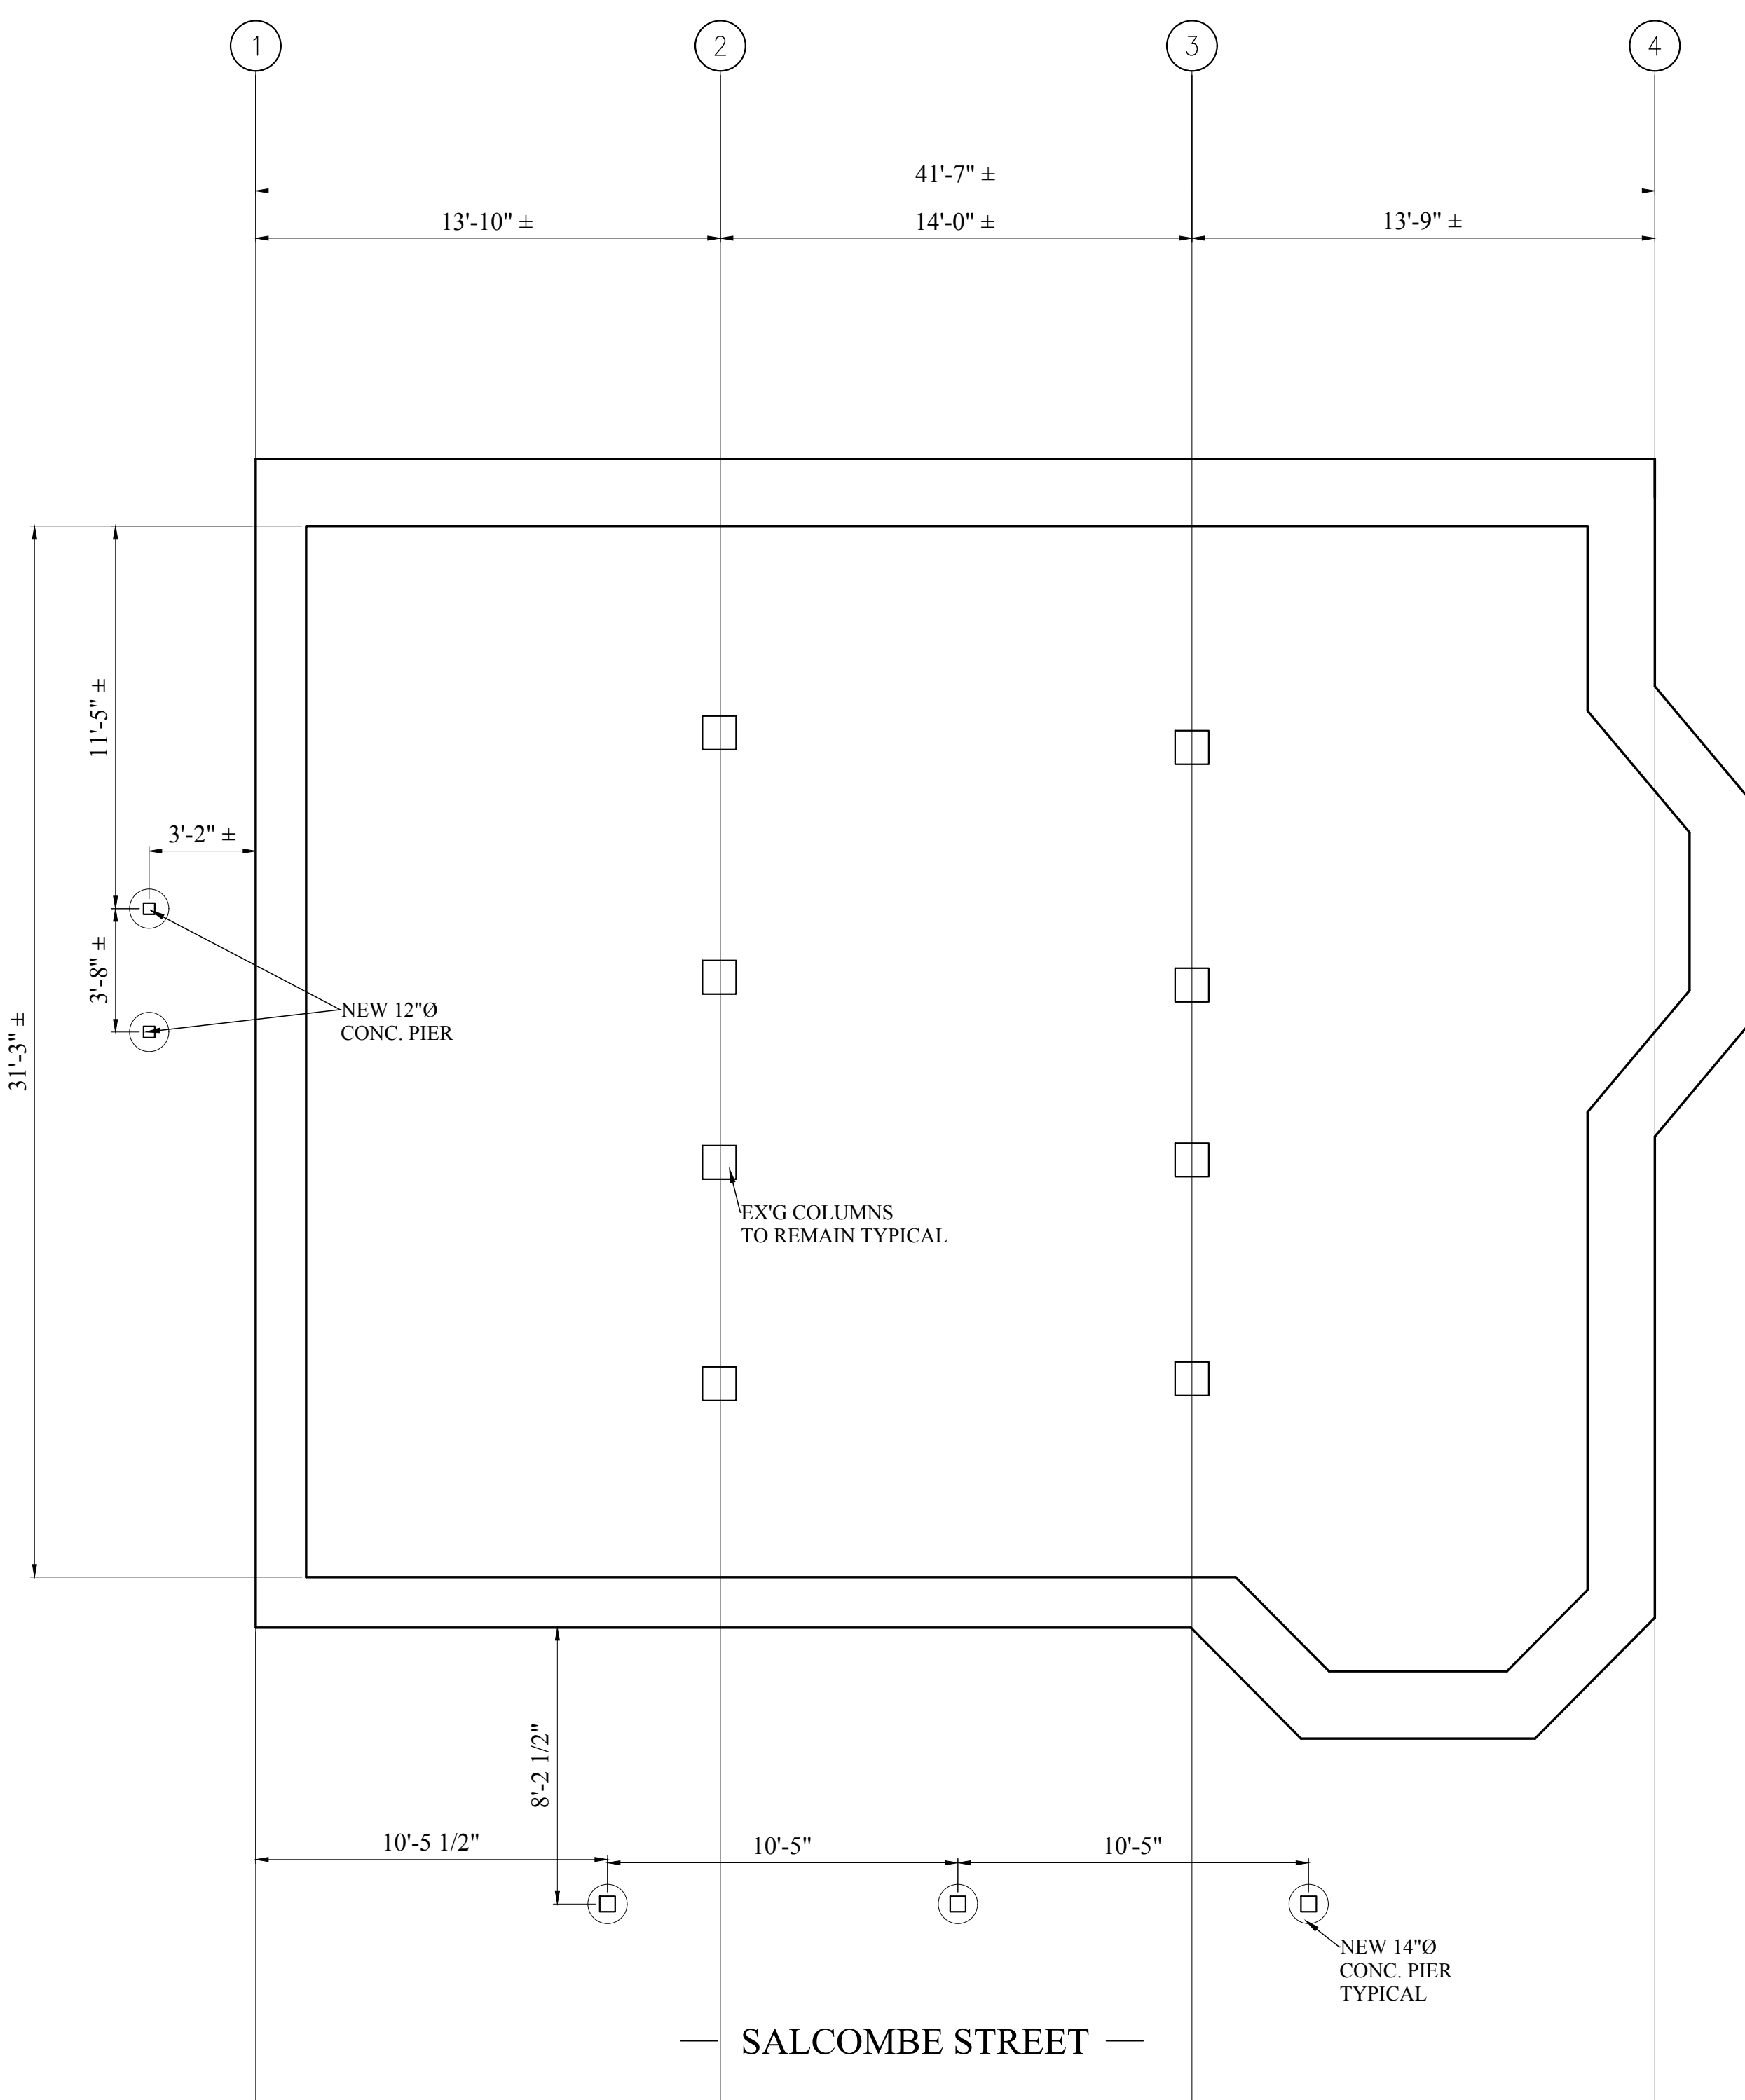 1
2
3
4
41'-7" ±
13'-10" ±
14'-0" ±
13'-9" ±
11'-5" ±
3'-2" ±
3'-8" ±
31'-3" ±
NEW 12"Ø
CONC. PIER
EX'G COLUMNS
TO REMAIN TYPICAL
8'-2 1/2"
10'-5 1/2"
10'-5"
10'-5"
NEW 14"Ø
CONC. PIER
TYPICAL
SALCOMBE STREET